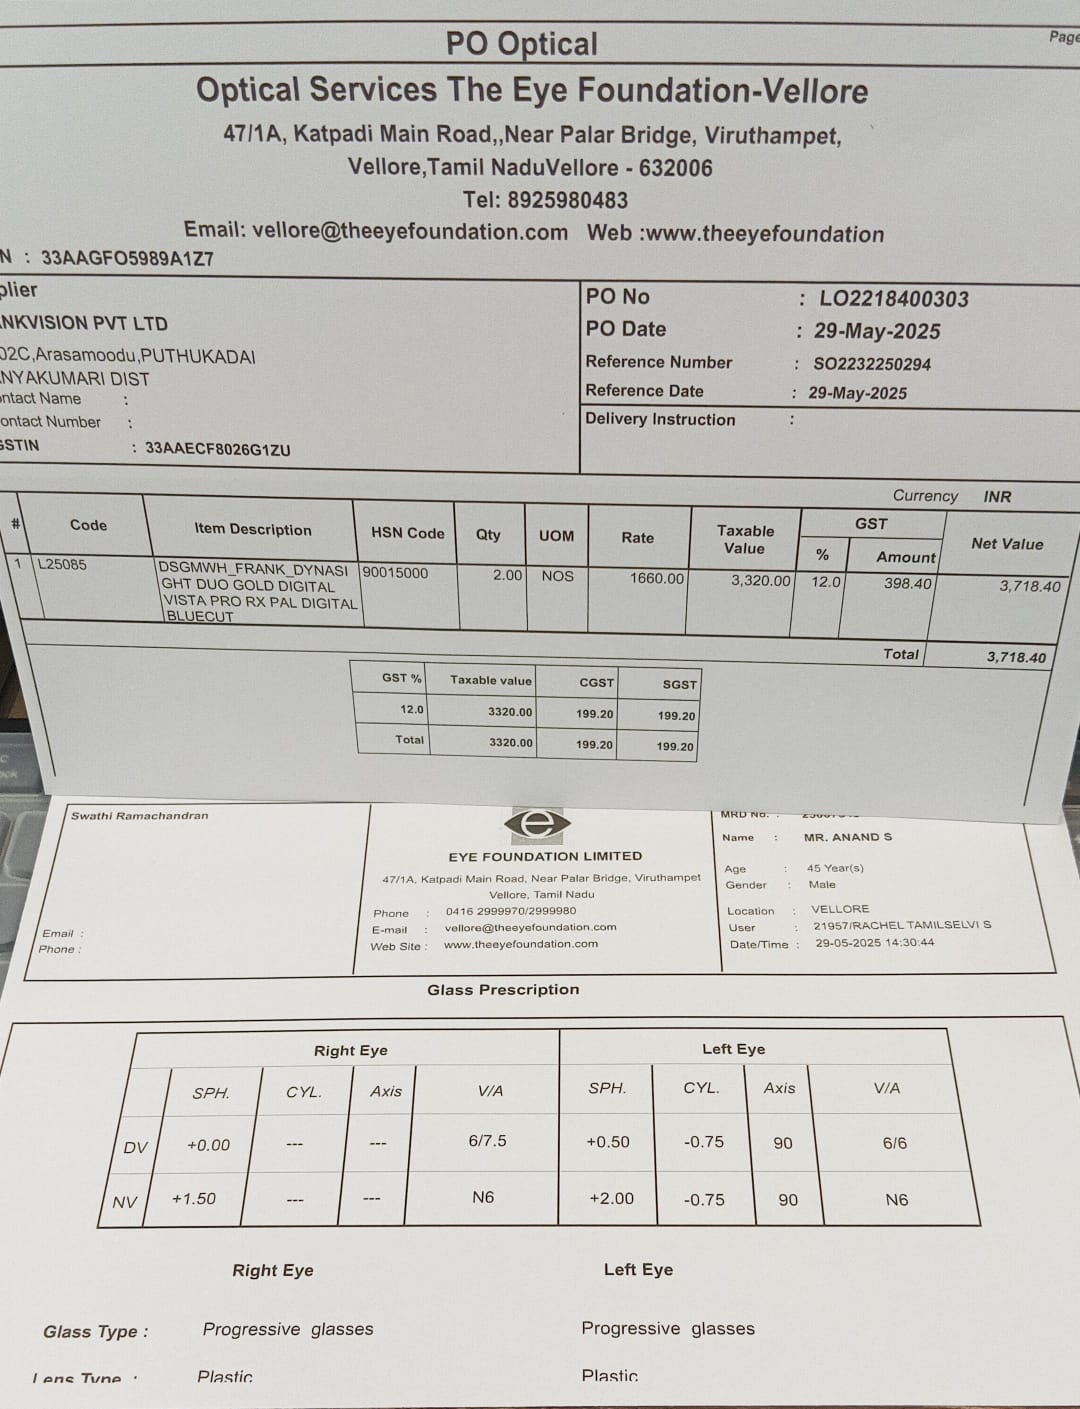 PO Optical
Page
Optical Services The Eye Foundation-Vellore
47/1A, Katpadi Main Road,,Near Palar Bridge, Viruthampet,
Vellore,Tamil NaduVellore - 632006
Tel: 8925980483
Email: vellore@theeyefoundation.com Web :www.theeyefoundation
N : 33AAGFO5989A1Z7
plier
NKVISION PVT LTD
02C,Arasamoodu,PUTHUKADAI
NYAKUMARI DIST
ntact Name :
ontact Number :
GSTIN : 33AAECF8026G1ZU
PO No : LO2218400303
PO Date : 29-May-2025
Reference Number : SO2232250294
Reference Date : 29-May-2025
Delivery Instruction :
Currency INR
# Code Item Description HSN Code Qty UOM Rate Taxable Value GST % Amount Net Value
1 L25085 DSGMWH_FRANK_DYNASI 90015000 2.00 NOS 1660.00 3,320.00 12.0 398.40 3,718.40
GHT DUO GOLD DIGITAL
VISTA PRO RX PAL DIGITAL
BLUECUT
Total 3,718.40
GST % Taxable value CGST SGST
12.0 3320.00 199.20 199.20
Total 3320.00 199.20 199.20
Swathi Ramachandran
Email :
Phone :
e
EYE FOUNDATION LIMITED
47/1A, Katpadi Main Road, Near Palar Bridge, Viruthampet
Vellore, Tamil Nadu
Phone : 0416 2999970/2999980
E-mail : vellore@theeyefoundation.com
Web Site : www.theeyefoundation.com
MRD No. :
Name : MR. ANAND S
Age : 45 Year(s)
Gender : Male
Location : VELLORE
User : 21957/RACHEL TAMILSELVI S
Date/Time : 29-05-2025 14:30:44
Glass Prescription
Right Eye Left Eye
SPH. CYL. Axis V/A SPH. CYL. Axis V/A
DV +0.00 --- --- 6/7.5 +0.50 -0.75 90 6/6
NV +1.50 --- --- N6 +2.00 -0.75 90 N6
Right Eye Left Eye
Glass Type : Progressive glasses Progressive glasses
Lens Type : Plastic Plastic